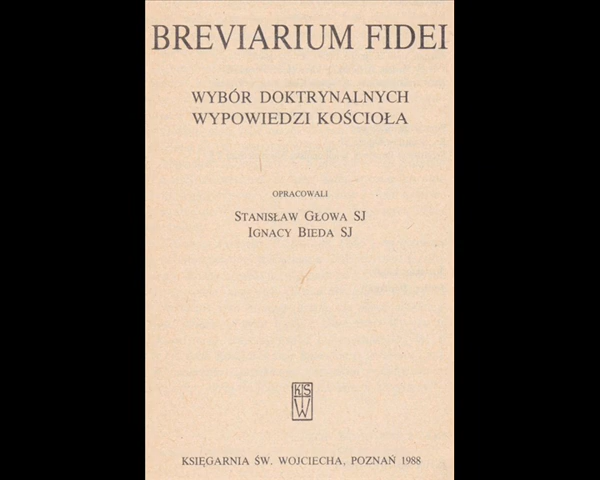 BREVIARIUM FIDEI
WYBÓR DOKTRYNALNYCH
WYPOWIEDZI KOŚCIOŁA
OPRACOWALI
STANISŁAW GŁOWA SJ
IGNACY BIEDA SJ
KSW
KSIĘGARNIA ŚW. WOJCIECHA, POZNAŃ 1988